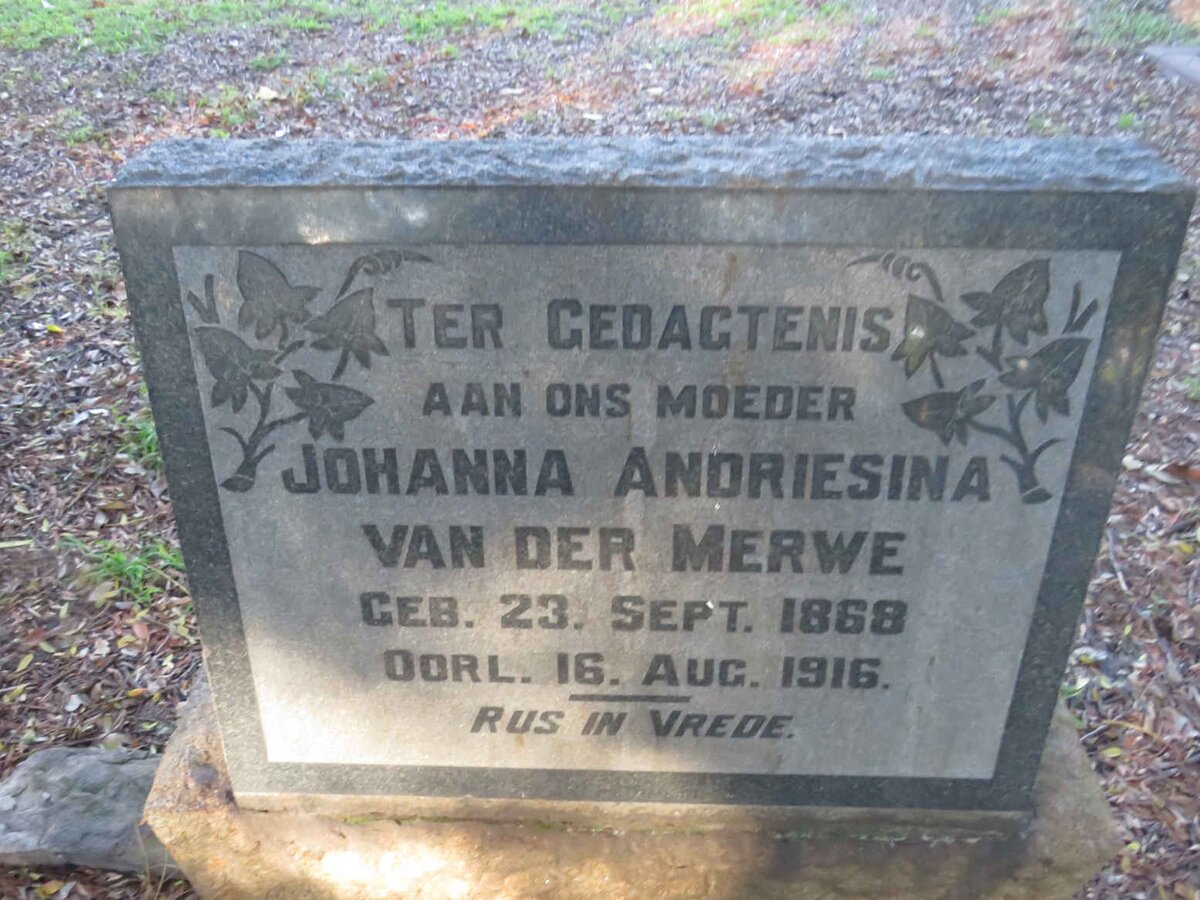 TER GEDAGTENIS
AAN ONS MOEDER
JOHANNA ANDRIESINA
VAN DER MERWE
GEB. 23. SEPT. 1868
OORL. 16. AUG. 1916.
RUS IN VREDE.